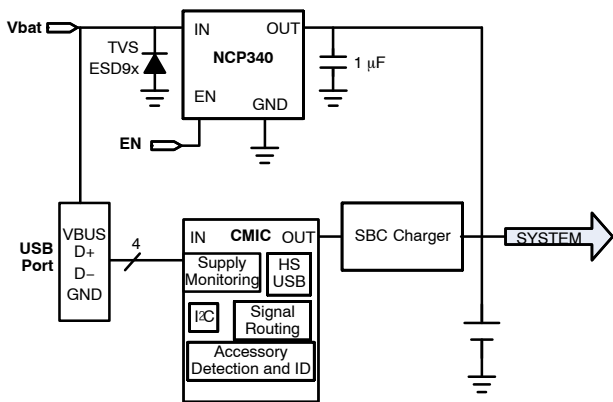 Vbat
IN
OUT
NCP340
TVS
ESD9x
1 μF
EN
GND
EN
USB
Port
VBUS
D+
D−
GND
4
IN
CMIC
OUT
Supply
Monitoring
HS
USB
I²C
Signal
Routing
Accessory
Detection and ID
SBC Charger
SYSTEM